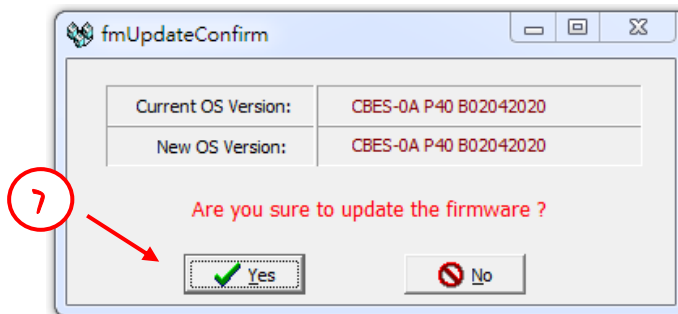 fmUpdateConfirm
Current OS Version: CBES-0A P40 B02042020
New OS Version: CBES-0A P40 B02042020
Are you sure to update the firmware ?
7
Yes No